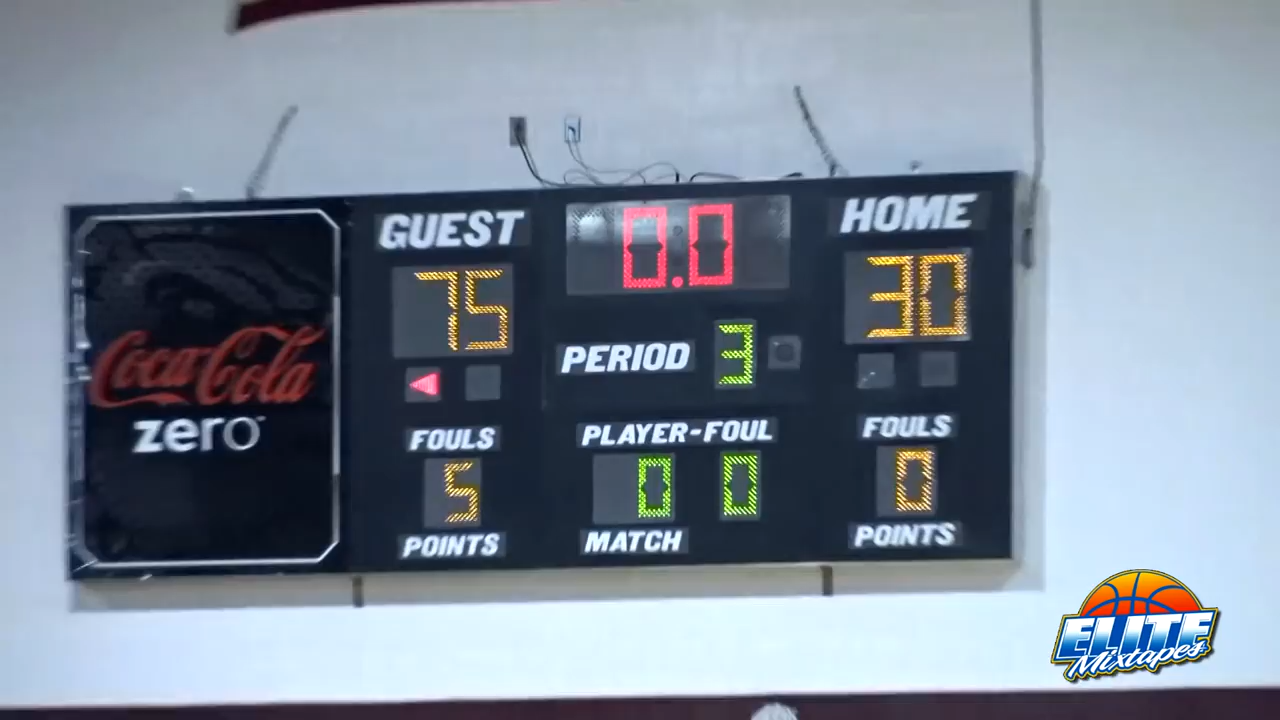 GUEST
0.0
HOME
75
30
PERIOD 3
Coca-Cola
zero
FOULS
PLAYER-FOUL
FOULS
5
0 0
0
POINTS
MATCH
POINTS
ELITE
Mixtapes